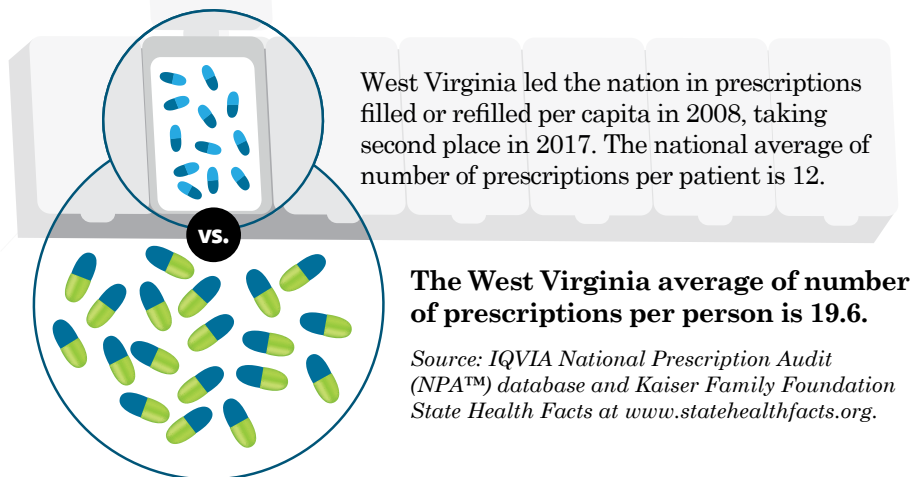 West Virginia led the nation in prescriptions
filled or refilled per capita in 2008, taking
second place in 2017. The national average of
number of prescriptions per patient is 12.
vs.
The West Virginia average of number
of prescriptions per person is 19.6.
Source: IQVIA National Prescription Audit
(NPA™) database and Kaiser Family Foundation
State Health Facts at www.statehealthfacts.org.